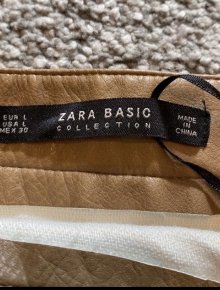 EUR L
USA L
MEX 30
ZARA BASIC
COLLECTION
MADE IN
CHINA